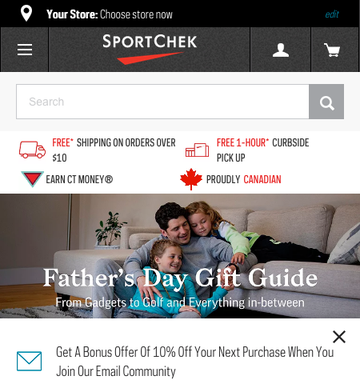 Your Store: Choose store now
edit
SPORTCHEK
Search
FREE* SHIPPING ON ORDERS OVER $10
FREE 1-HOUR* CURBSIDE PICK UP
EARN CT MONEY®
PROUDLY CANADIAN
Father's Day Gift Guide
From Gadgets to Golf and Everything in-between
Get A Bonus Offer Of 10% Off Your Next Purchase When You
Join Our Email Community